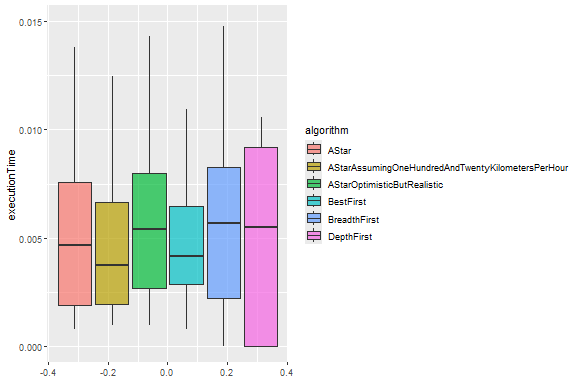 0.015
0.010
0.005
0.000
executionTime
-0.4
-0.2
0.0
0.2
0.4
algorithm
AStar
AStarAssumingOneHundredAndTwentyKilometersPerHour
AStarOptimisticButRealistic
BestFirst
BreadthFirst
DepthFirst